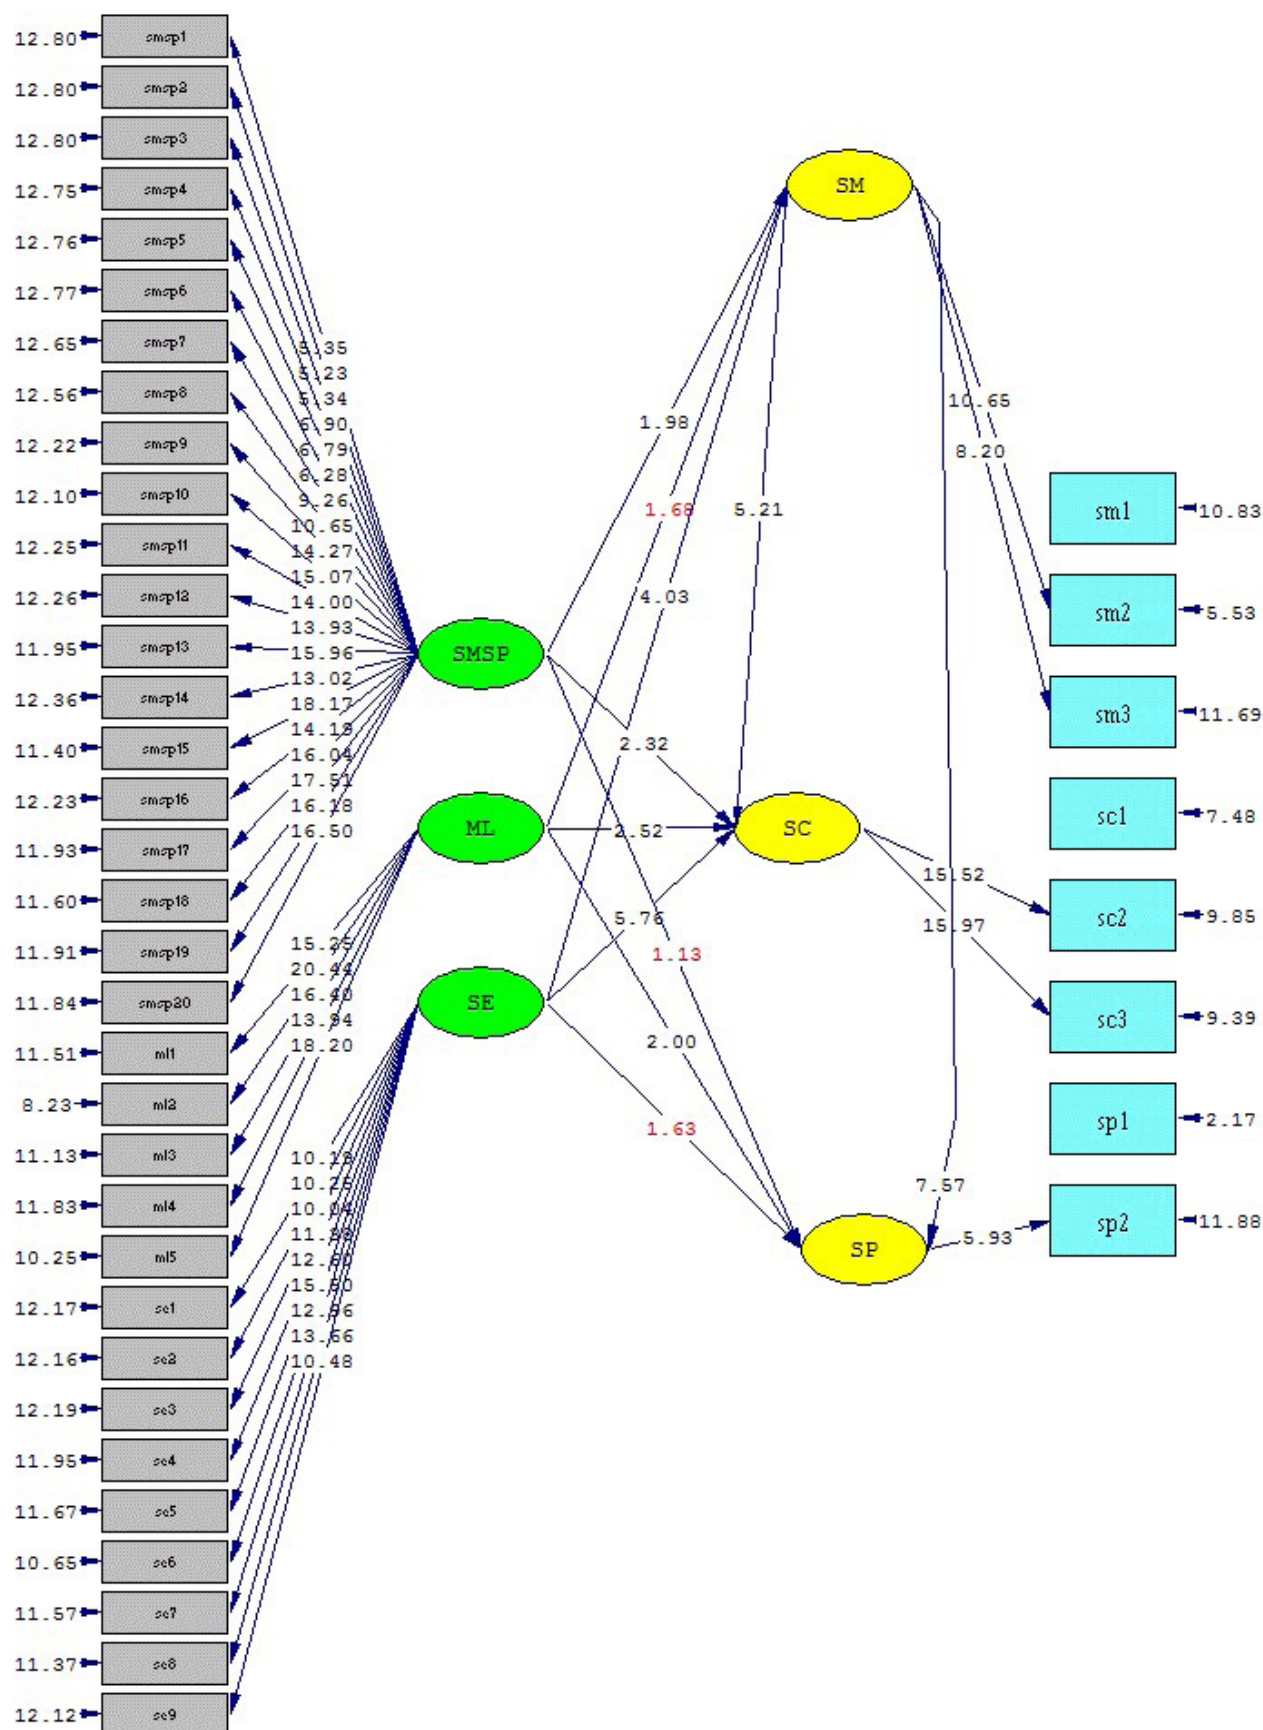 12.80 smsp1
12.80 smsp2
12.80 smsp3
12.75 smsp4
12.76 smsp5
12.77 smsp6
12.65 smsp7
12.56 smsp8
12.22 smsp9
12.10 smsp10
12.25 smsp11
12.26 smsp12
11.95 smsp13
12.36 smsp14
11.40 smsp15
12.23 smsp16
11.93 smsp17
11.60 smsp18
11.91 smsp19
11.84 smsp20
11.51 ml1
8.23 ml2
11.13 ml3
11.83 ml4
10.25 ml5
12.17 se1
12.16 se2
12.19 se3
11.95 se4
11.67 se5
10.65 se6
11.57 se7
11.37 se8
12.12 se9
5.35
5.23
5.34
6.90
6.79
6.28
9.26
10.65
14.27
15.07
14.00
13.93
15.96
13.02
18.17
14.19
16.04
17.51
16.18
16.50
15.25
20.44
16.40
13.94
18.20
10.18
10.25
10.04
12.60
12.96
13.66
10.48
SMSP
ML
SE
1.98
1.68
4.03
5.21
2.32
2.52
5.76
1.13
2.00
1.63
SM
SC
SP
10.65
8.20
15.52
15.97
7.57
5.93
sm1 10.83
sm2 5.53
sm3 11.69
sc1 7.48
sc2 9.85
sc3 9.39
sp1 2.17
sp2 11.88